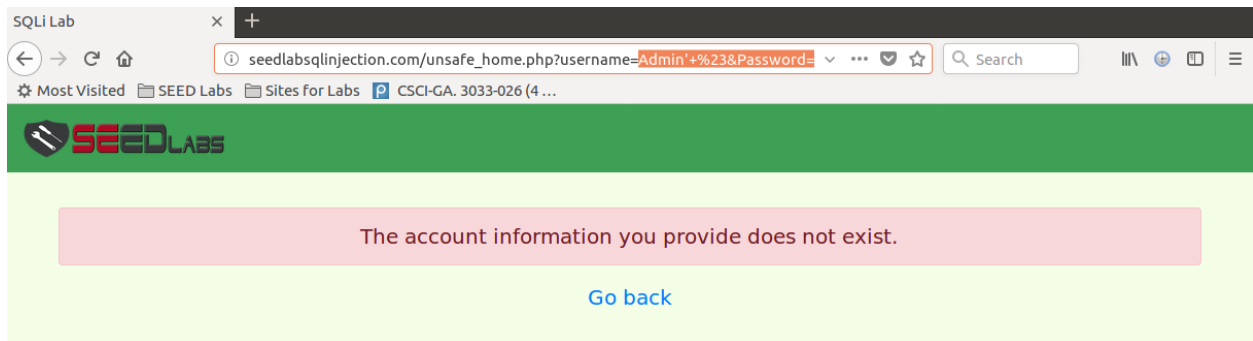 SQLi Lab
seedlabsqlinjection.com/unsafe_home.php?username=Admin'+%23&Password=
Search
Most Visited SEED Labs Sites for Labs CSCI-GA. 3033-026 (4 ...
SEEDLABS
The account information you provide does not exist.
Go back